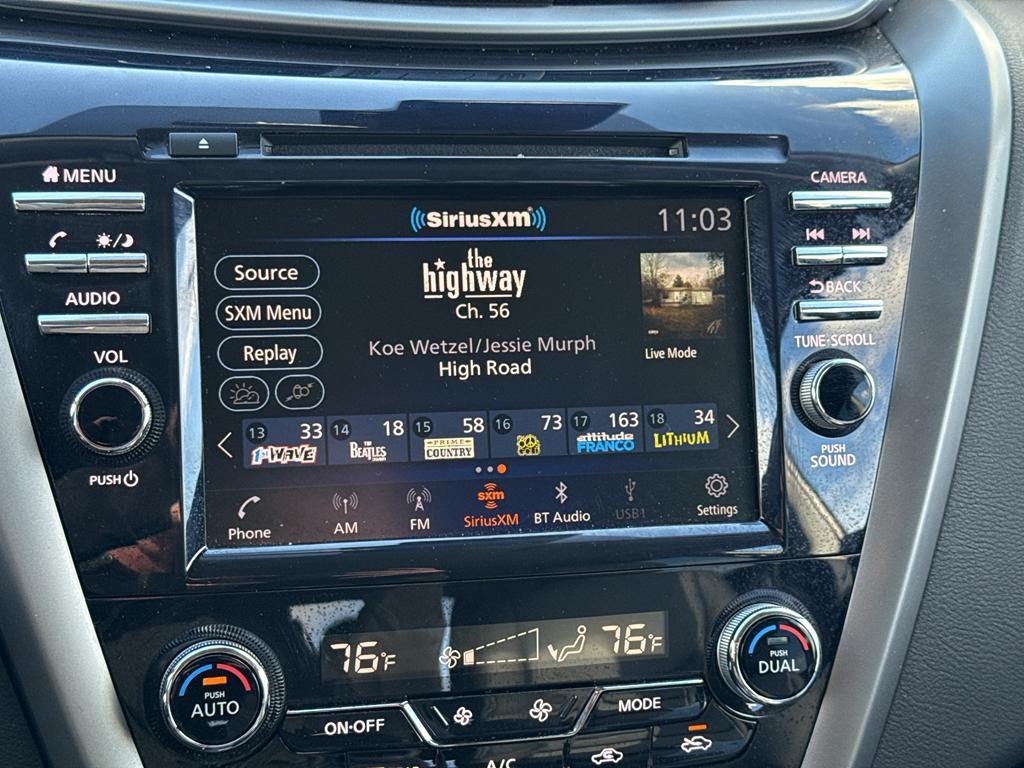 MENU
CAMERA
((SiriusXM))
11:03
Source
the
highway
Ch. 56
SXM Menu
BACK
AUDIO
Replay
Koe Wetzel/Jessie Murph
High Road
Live Mode
TUNE·SCROLL
VOL
13 33
1st WAVE
14 18
THE
BEATLES
15 58
PRIME
COUNTRY
16 73
17 163
attitude
FRANCO
18 34
LITHIUM
PUSH
SOUND
PUSH
Phone
AM
FM
sxm
SiriusXM
BT Audio
USB1
Settings
76°F
76°F
PUSH
AUTO
PUSH
DUAL
ON·OFF
MODE
A/C